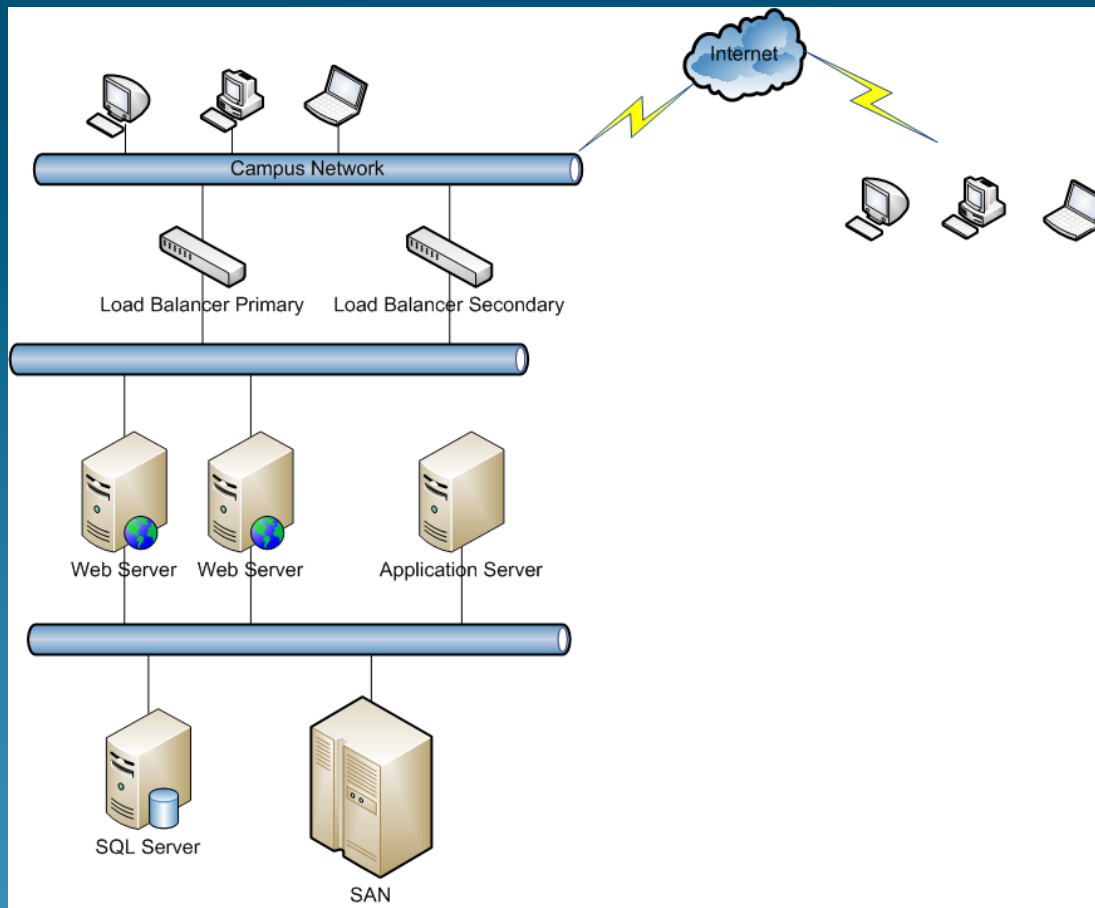 Internet
Campus Network
Load Balancer Primary
Load Balancer Secondary
Web Server
Web Server
Application Server
SQL Server
SAN